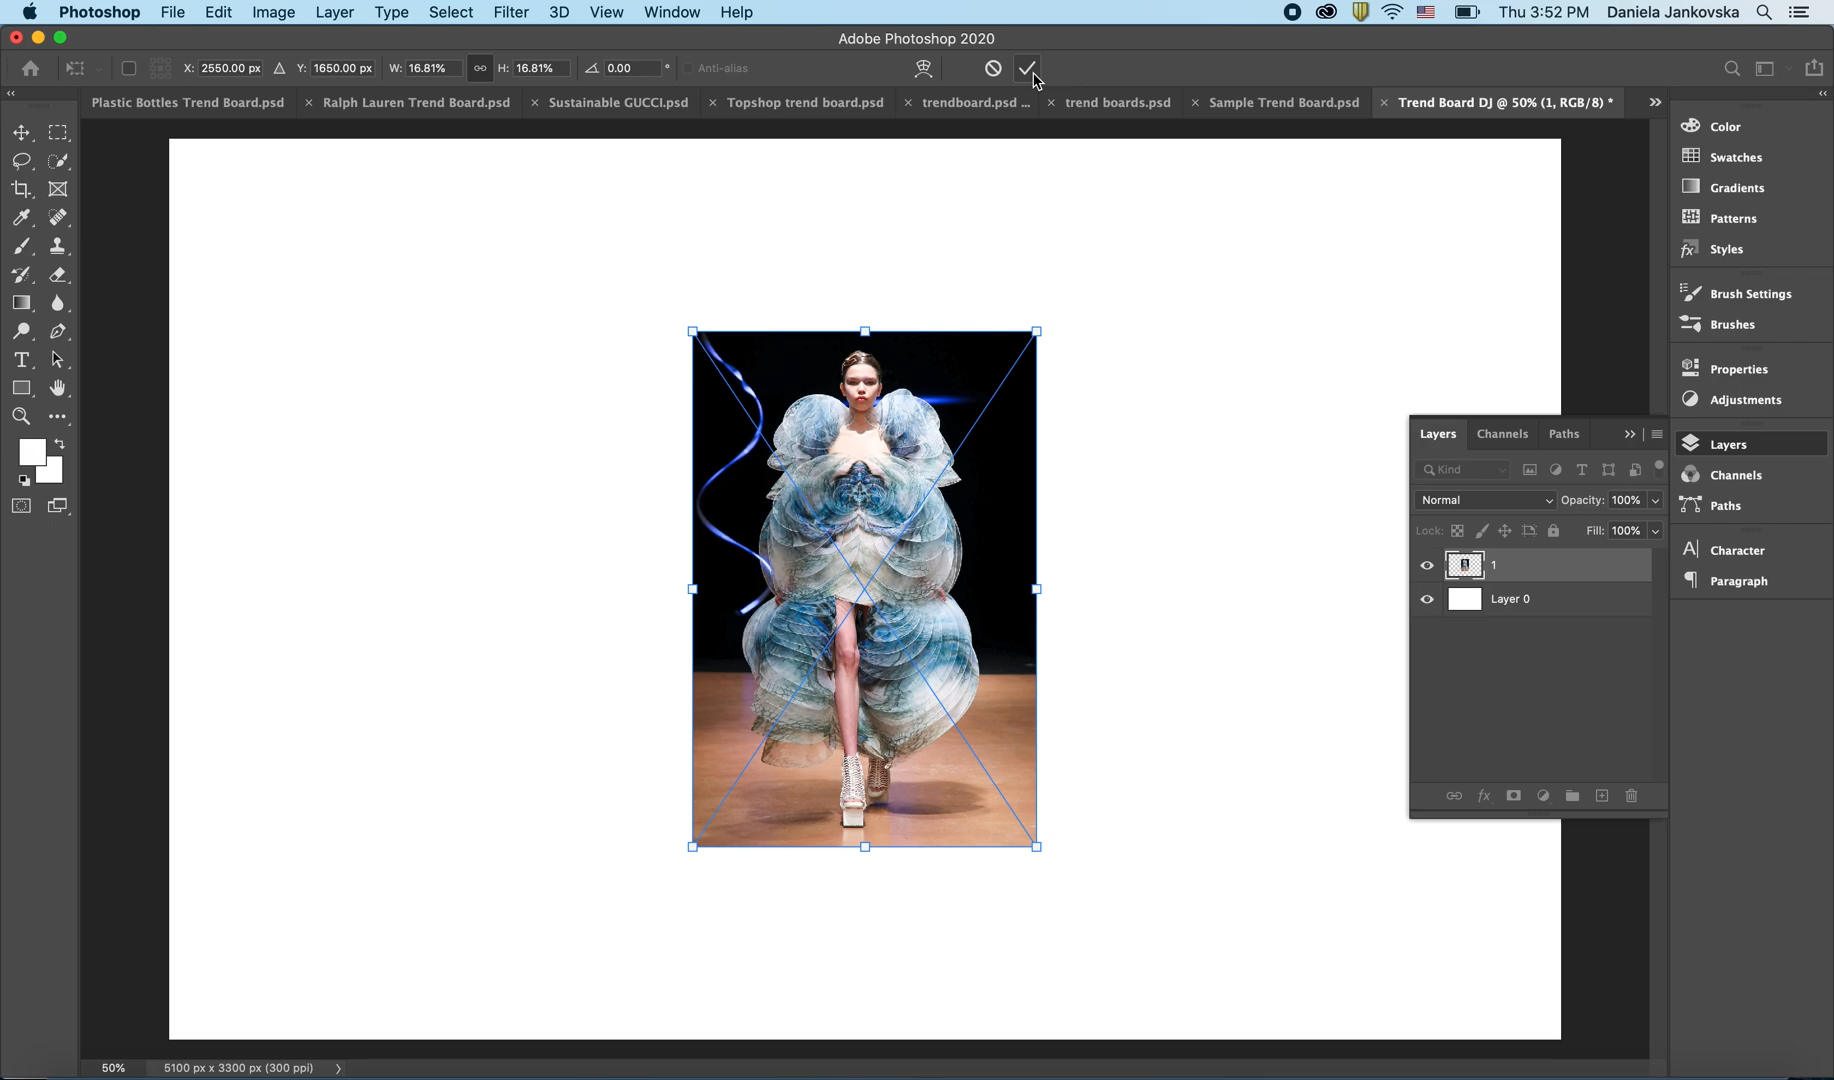 Photoshop File Edit Image Layer Type Select Filter 3D View Window Help Thu 3:52 PM Daniela Jankovska
Adobe Photoshop 2020
X: 2550.00 px Y: 1650.00 px W: 16.81% H: 16.81% 0.00 ° Anti-alias
Plastic Bottles Trend Board.psd × Ralph Lauren Trend Board.psd × Sustainable GUCCI.psd × Topshop trend board.psd × trendboard.psd ... × trend boards.psd × Sample Trend Board.psd × Trend Board DJ @ 50% (1, RGB/8) *
Color
Swatches
Gradients
Patterns
Styles
Brush Settings
Brushes
Properties
Adjustments
Layers
Channels
Paths
Character
Paragraph
Layers Channels Paths
Kind
Normal Opacity: 100%
Lock: Fill: 100%
1
Layer 0
50% 5100 px x 3300 px (300 ppi)